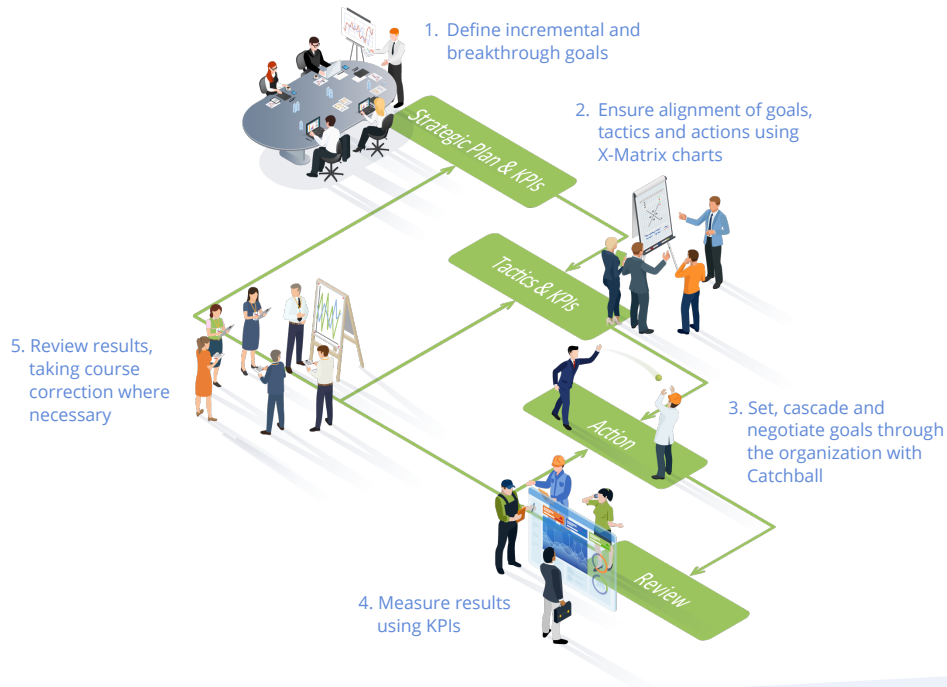 1. Define incremental and
breakthrough goals
Strategic Plan & KPIs
2. Ensure alignment of goals,
tactics and actions using
X-Matrix charts
Tactics & KPIs
5. Review results,
taking course
correction where
necessary
Action
3. Set, cascade and
negotiate goals through
the organization with
Catchball
Review
4. Measure results
using KPIs